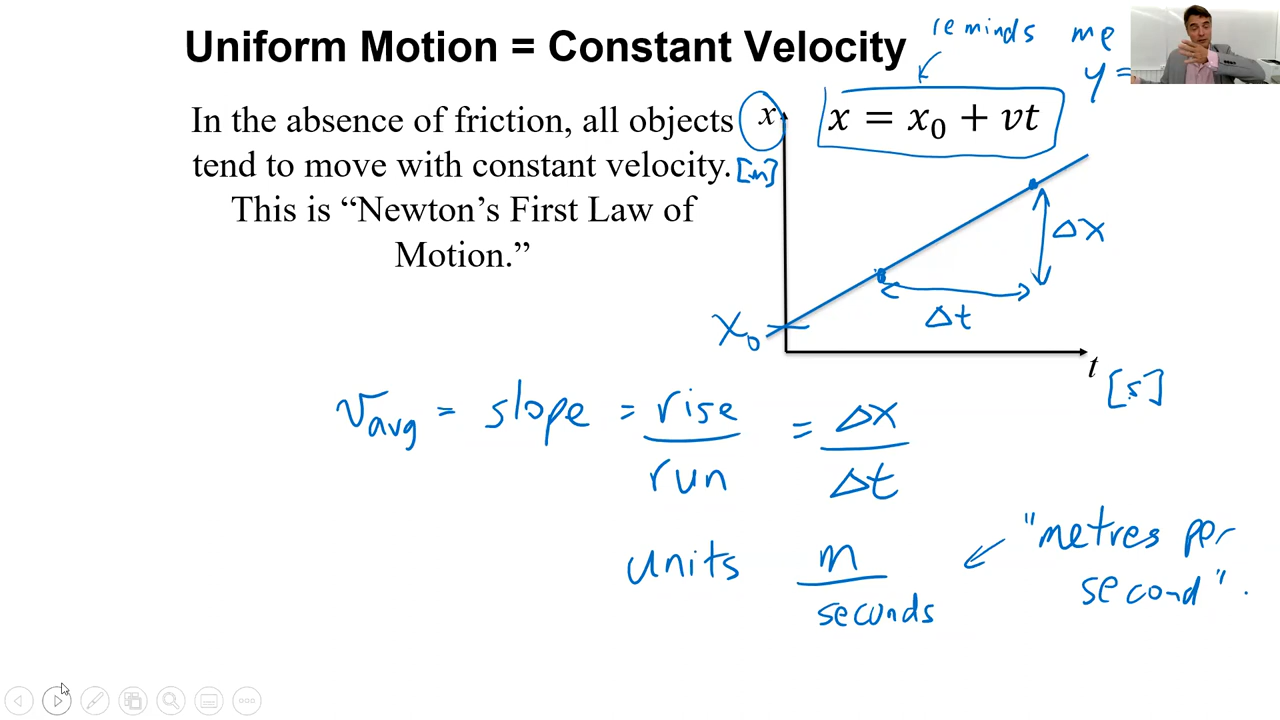 Uniform Motion = Constant Velocity
reminds me
y =
In the absence of friction, all objects
tend to move with constant velocity.
This is “Newton’s First Law of
Motion.”
x
[m]
x = x₀ + vt
Δx
Δt
x₀
t
[s]
v avg = slope = rise / run = Δx / Δt
units m / seconds
"metres per
second".